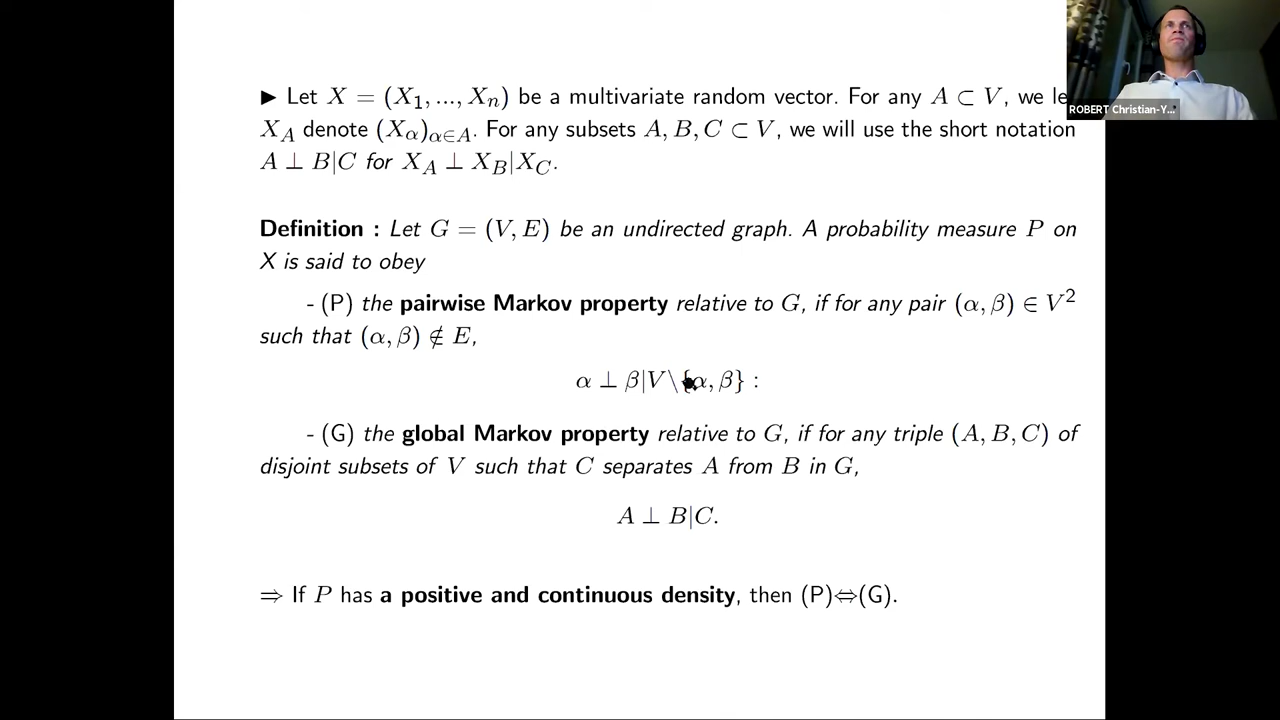 ► Let X = (X₁, ..., Xₙ) be a multivariate random vector. For any A ⊂ V, we le
X_A denote (X_α)_{α∈A}. For any subsets A, B, C ⊂ V, we will use the short notation
A ⊥ B|C for X_A ⊥ X_B|X_C.
ROBERT Christian-Y...
Definition : Let G = (V, E) be an undirected graph. A probability measure P on
X is said to obey
- (P) the pairwise Markov property relative to G, if for any pair (α, β) ∈ V²
such that (α, β) ∉ E,
α ⊥ β|V\{α, β} :
- (G) the global Markov property relative to G, if for any triple (A, B, C) of
disjoint subsets of V such that C separates A from B in G,
A ⊥ B|C.
⇒ If P has a positive and continuous density, then (P)⇔(G).